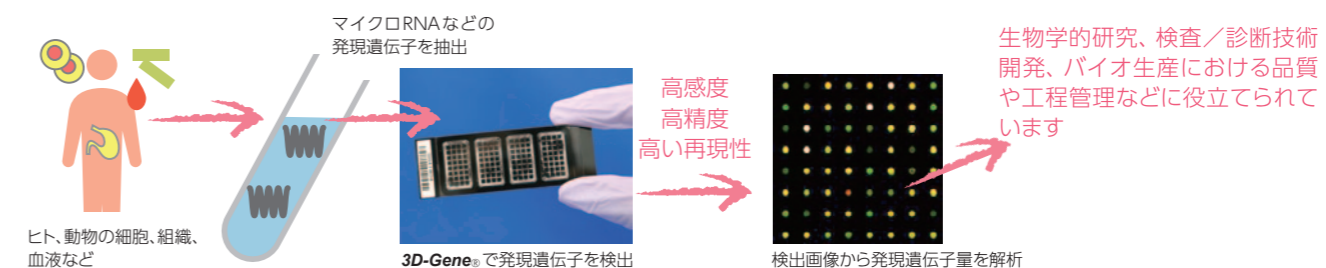 マイクロRNAなどの
発現遺伝子を抽出
ヒト、動物の細胞、組織、
血液など
3D-Gene®で発現遺伝子を検出
高感度
高精度
高い再現性
検出画像から発現遺伝子量を解析
生物学的研究、検査／診断技術
開発、バイオ生産における品質
や工程管理などに役立てられて
います